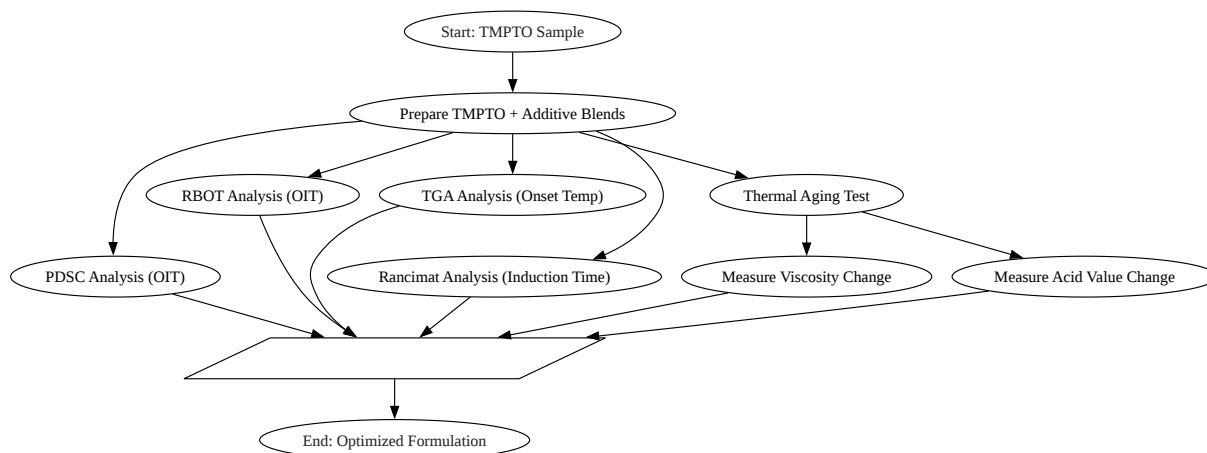 Start: TMPTO Sample
Prepare TMPTO + Additive Blends
RBOT Analysis (OIT)
TGA Analysis (Onset Temp)
Thermal Aging Test
PDSC Analysis (OIT)
Rancimat Analysis (Induction Time)
Measure Viscosity Change
Measure Acid Value Change
End: Optimized Formulation